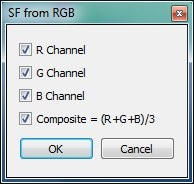 SF from RGB
R Channel
G Channel
B Channel
Composite = (R+G+B)/3
OK
Cancel